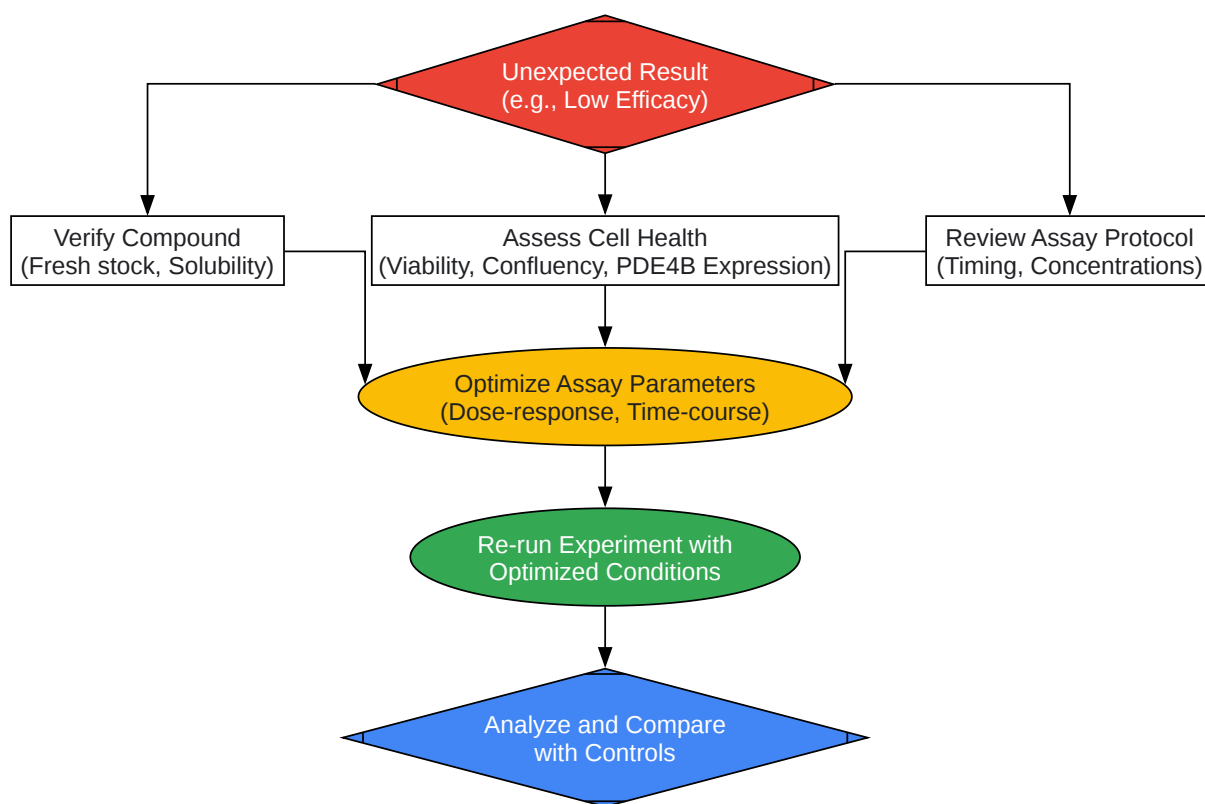 Unexpected Result
(e.g., Low Efficacy)
Verify Compound
(Fresh stock, Solubility)
Assess Cell Health
(Viability, Confluency, PDE4B Expression)
Review Assay Protocol
(Timing, Concentrations)
Optimize Assay Parameters
(Dose-response, Time-course)
Re-run Experiment with
Optimized Conditions
Analyze and Compare
with Controls